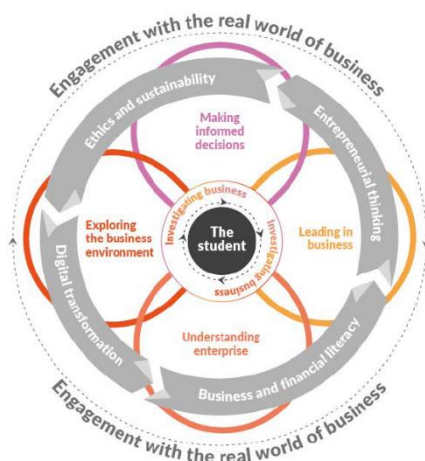 Engagement with the real world of business
Ethics and sustainability
Entrepreneurial thinking
Making
informed
decisions
Investigating business
Exploring
the business
environment
The
student
Leading in
business
Investigating business
Investigating business
Digital transformation
Understanding
enterprise
Business and financial literacy
Engagement with the real world of business